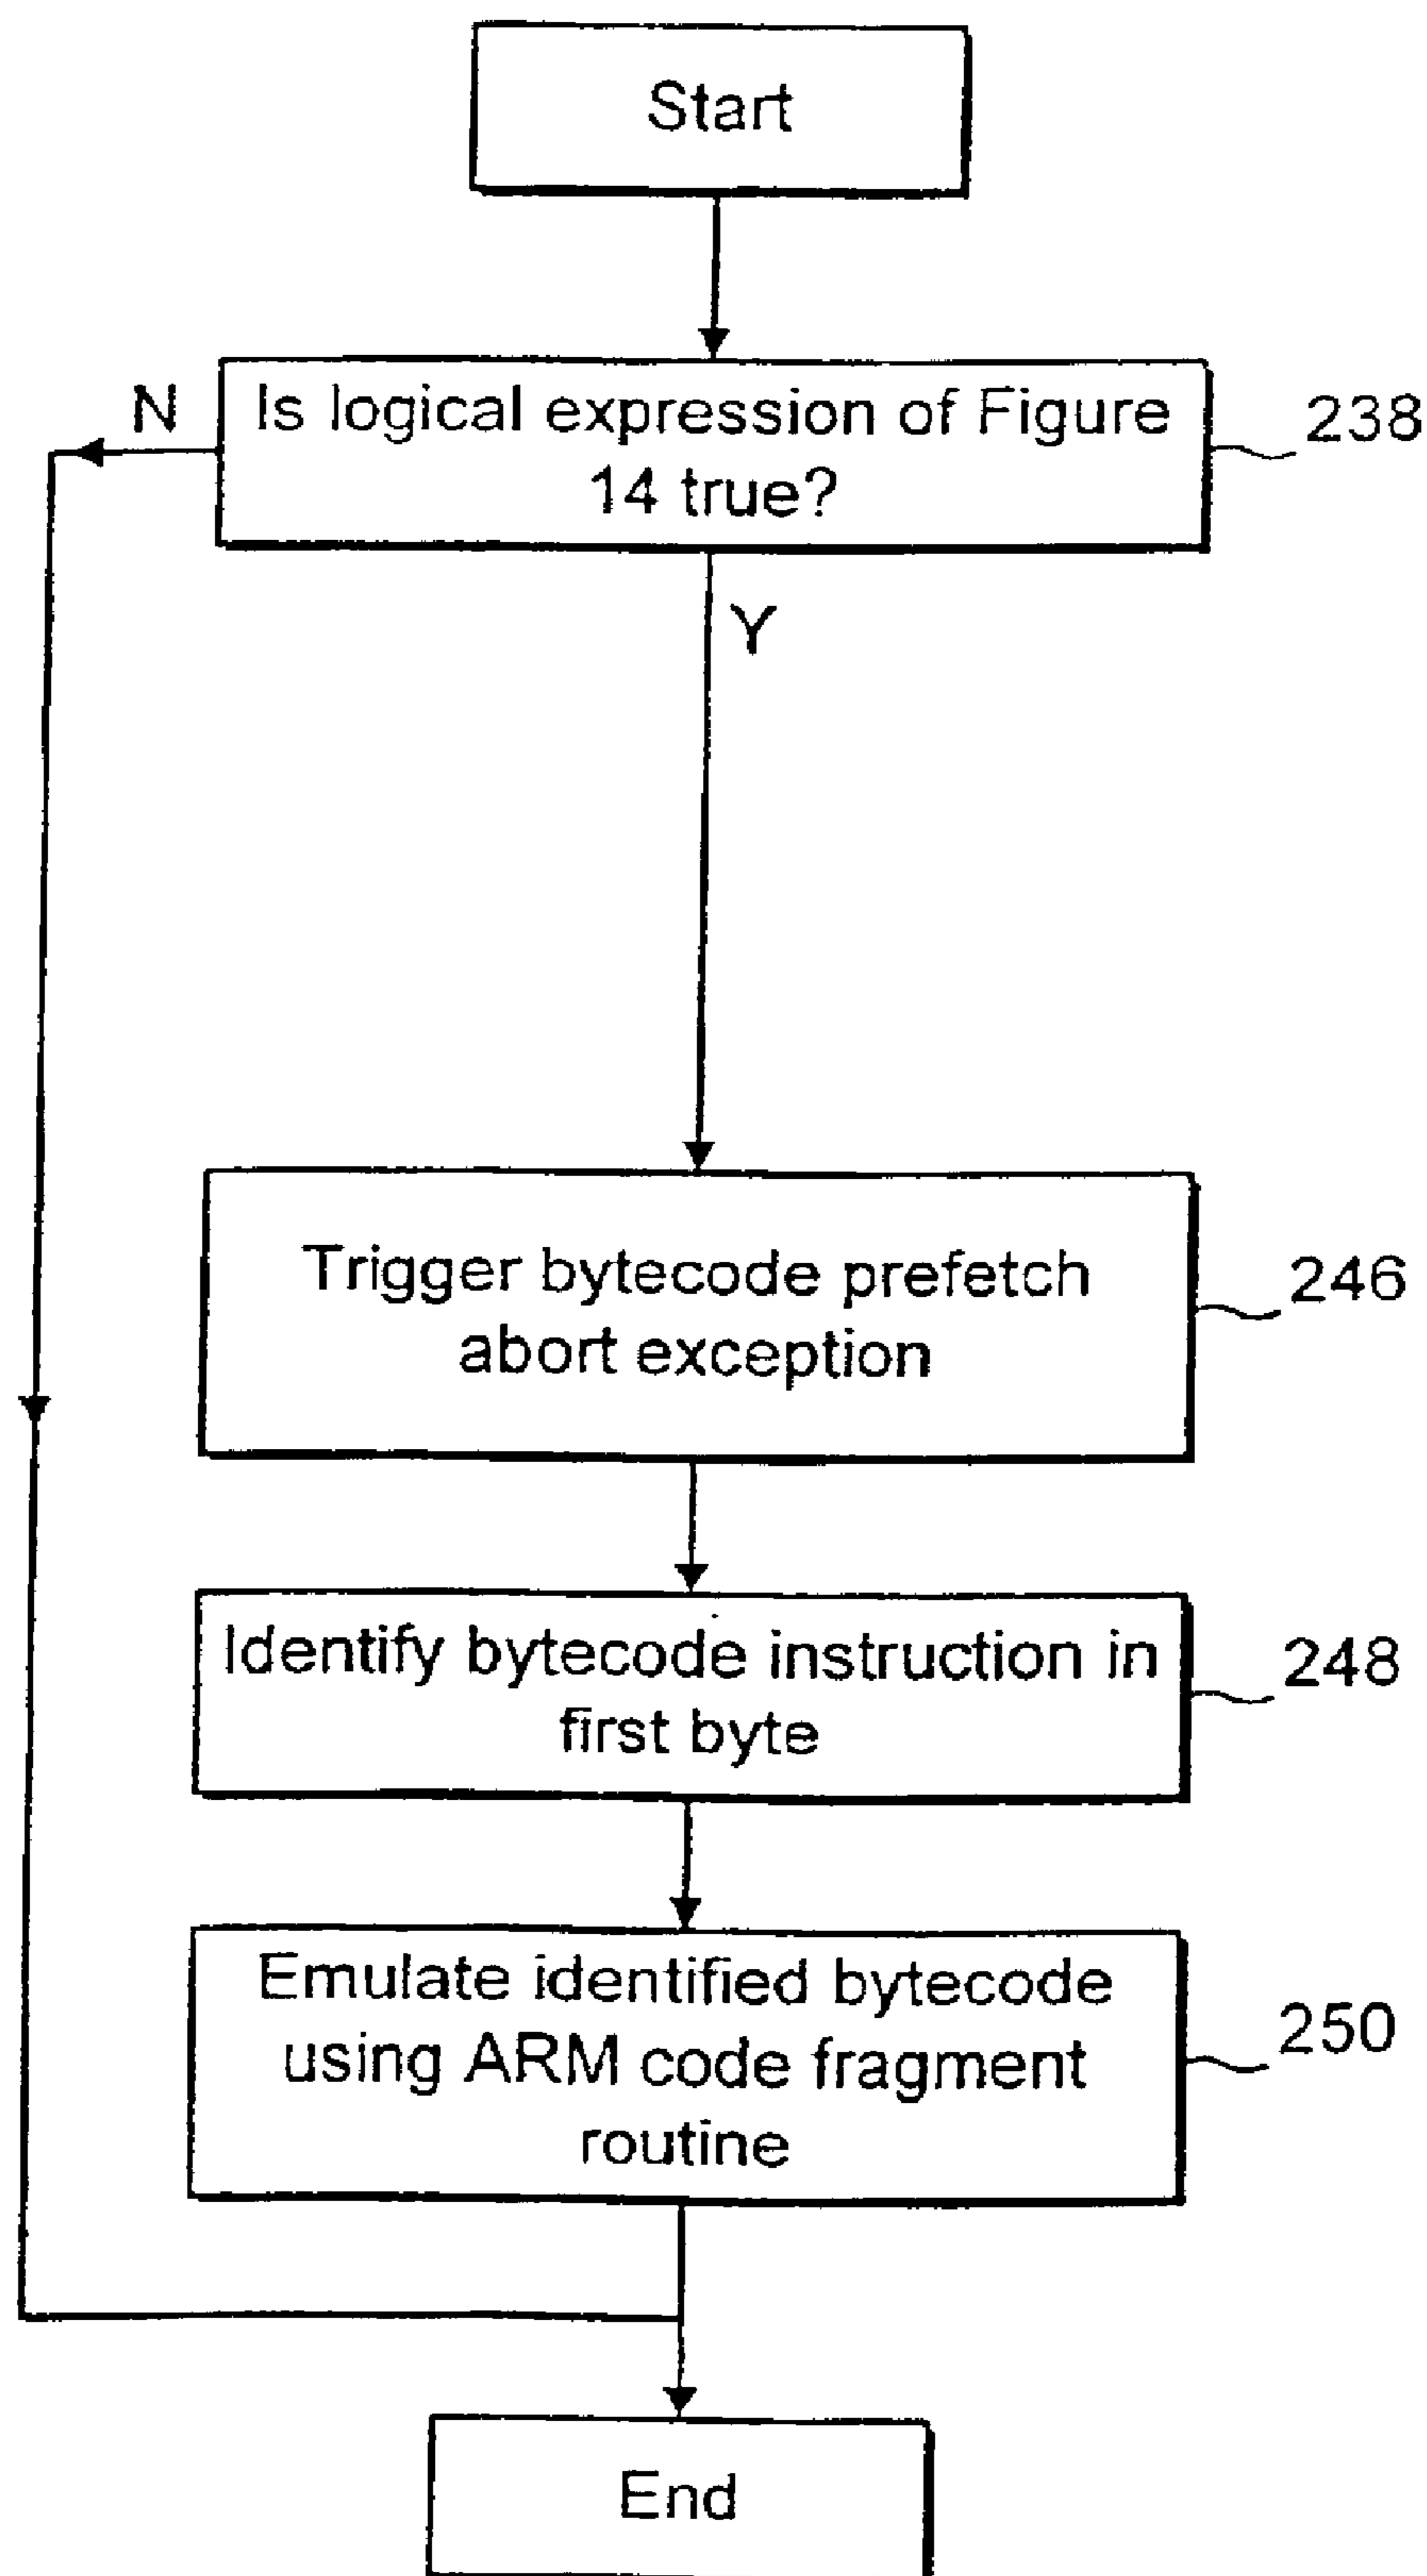 Start
N
Is logical expression of Figure
14 true?
238
Y
Trigger bytecode prefetch
abort exception
246
Identify bytecode instruction in
first byte
248
Emulate identified bytecode
using ARM code fragment
routine
250
End